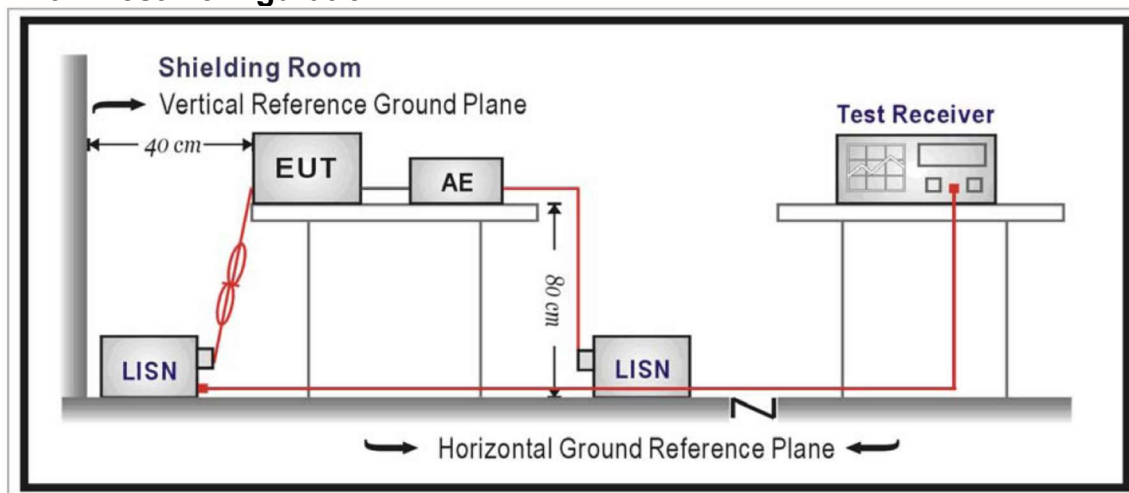 Shielding Room
Vertical Reference Ground Plane
Test Receiver
40 cm
EUT
AE
80 cm
LISN
LISN
Horizontal Ground Reference Plane